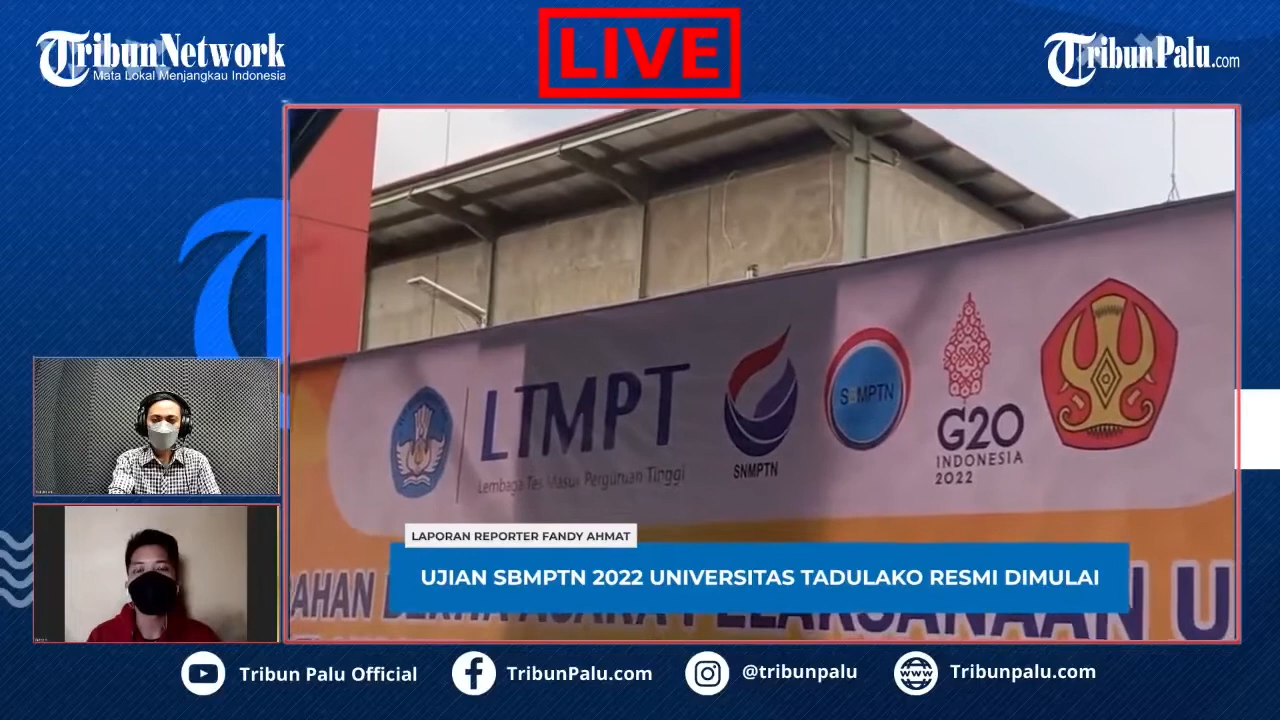 TribunNetwork
Mata Lokal Menjangkau Indonesia
LIVE
TribunPalu.com
LTMPT
Lembaga Tes Masuk Perguruan Tinggi
SNMPTN
SBMPTN
G20
INDONESIA
2022
LAPORAN REPORTER FANDY AHMAT
UJIAN SBMPTN 2022 UNIVERSITAS TADULAKO RESMI DIMULAI
Tribun Palu Official
TribunPalu.com
@tribunpalu
WWW
TribunPalu.com